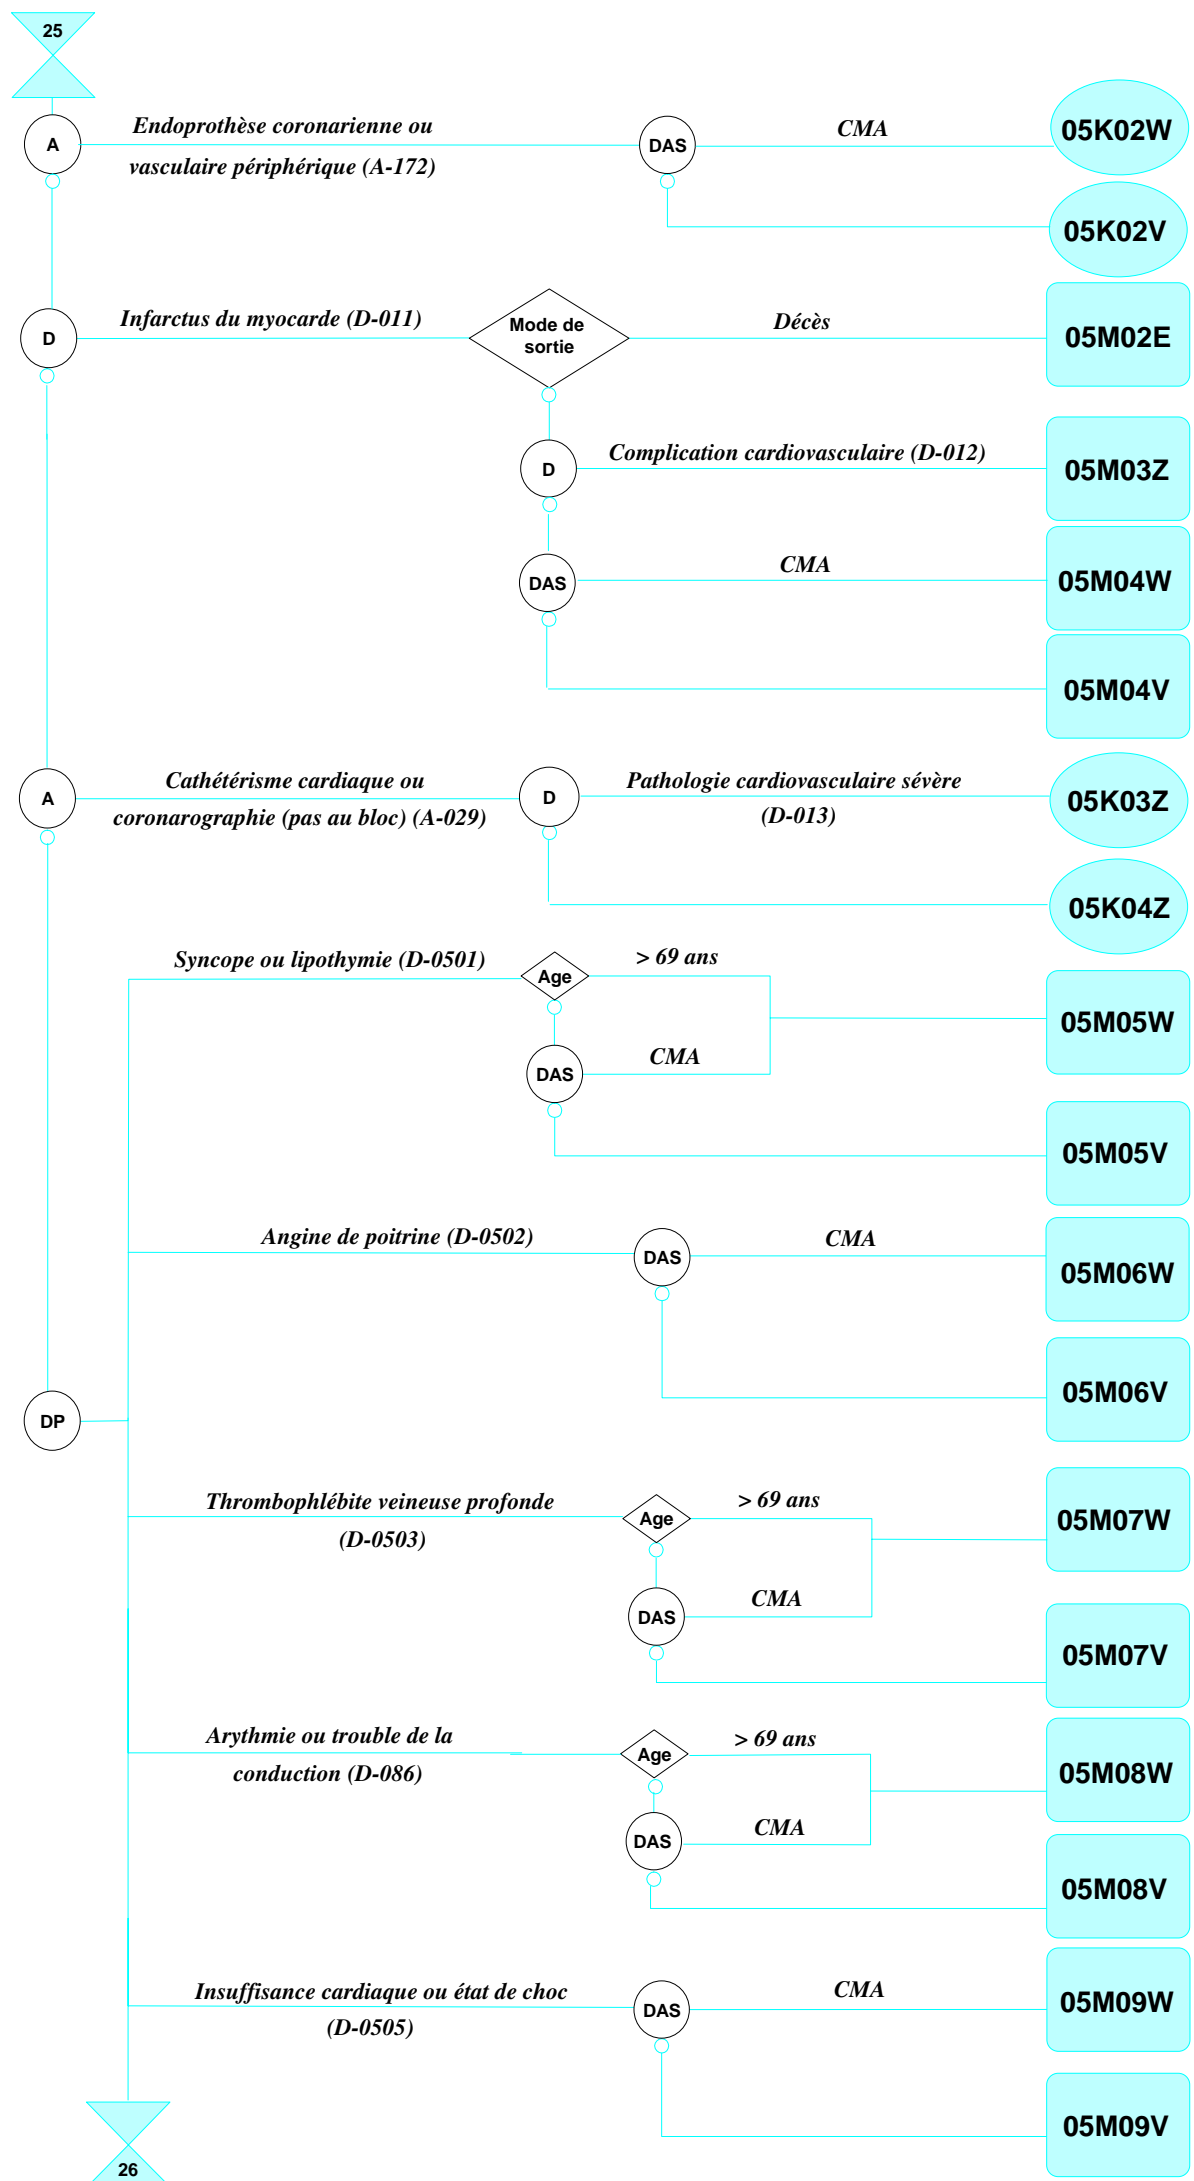 25
A
Endoprothèse coronarienne ou
vasculaire périphérique (A-172)
DAS
CMA
05K02W
05K02V
D
Infarctus du myocarde (D-011)
Mode de
sortie
Décès
05M02E
D
Complication cardiovasculaire (D-012)
05M03Z
DAS
CMA
05M04W
05M04V
A
Cathétérisme cardiaque ou
coronarographie (pas au bloc) (A-029)
D
Pathologie cardiovasculaire sévère
(D-013)
05K03Z
05K04Z
Syncope ou lipothymie (D-0501)
Age
> 69 ans
05M05W
DAS
CMA
05M05V
Angine de poitrine (D-0502)
DAS
CMA
05M06W
05M06V
DP
Thrombophlébite veineuse profonde
(D-0503)
Age
> 69 ans
05M07W
DAS
CMA
05M07V
Arythmie ou trouble de la
conduction (D-086)
Age
> 69 ans
05M08W
DAS
CMA
05M08V
Insuffisance cardiaque ou état de choc
(D-0505)
DAS
CMA
05M09W
05M09V
26